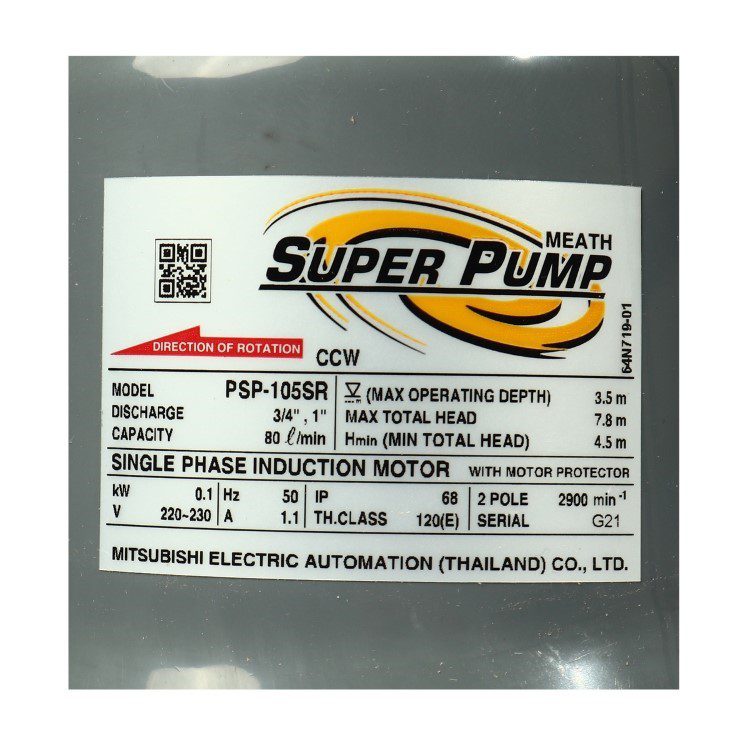 MEATH
SUPER PUMP
64N719-01
DIRECTION OF ROTATION CCW
MODEL PSP-105SR (MAX OPERATING DEPTH) 3.5 m
DISCHARGE 3/4", 1" MAX TOTAL HEAD 7.8 m
CAPACITY 80 ℓ/min Hmin (MIN TOTAL HEAD) 4.5 m
SINGLE PHASE INDUCTION MOTOR WITH MOTOR PROTECTOR
kW 0.1 Hz 50 IP 68 2 POLE 2900 min⁻¹
V 220~230 A 1.1 TH.CLASS 120(E) SERIAL G21
MITSUBISHI ELECTRIC AUTOMATION (THAILAND) CO., LTD.